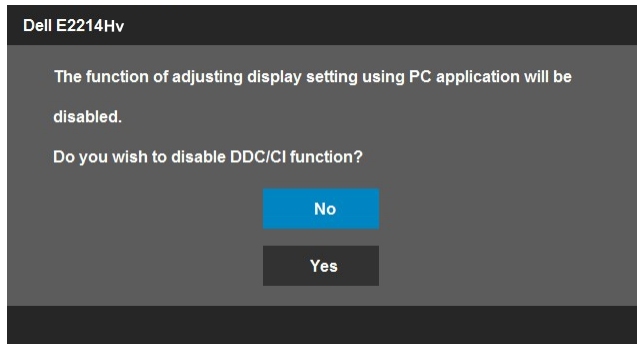 Dell E2214Hv
The function of adjusting display setting using PC application will be
disabled.
Do you wish to disable DDC/CI function?
No
Yes